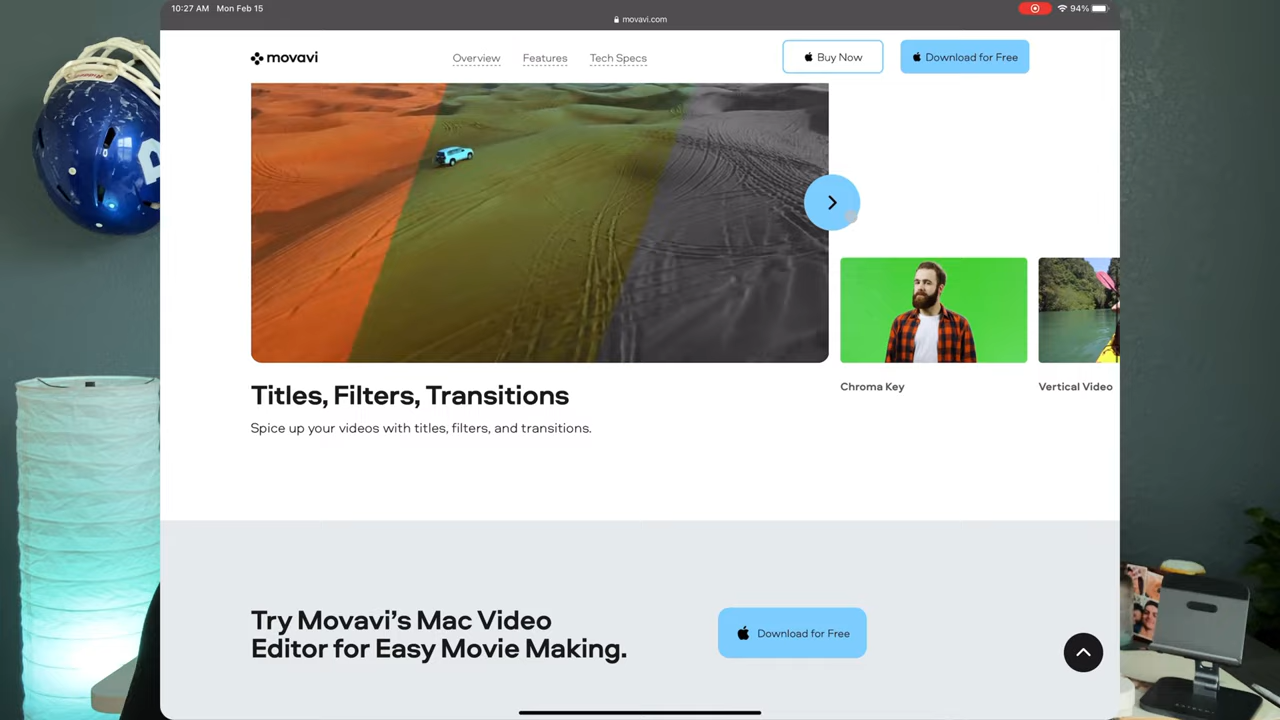 10:27 AM Mon Feb 15
94%
movavi.com
movavi
Overview
Features
Tech Specs
Buy Now
Download for Free
Chroma Key
Vertical Video
Titles, Filters, Transitions
Spice up your videos with titles, filters, and transitions.
Try Movavi's Mac Video
Editor for Easy Movie Making.
Download for Free